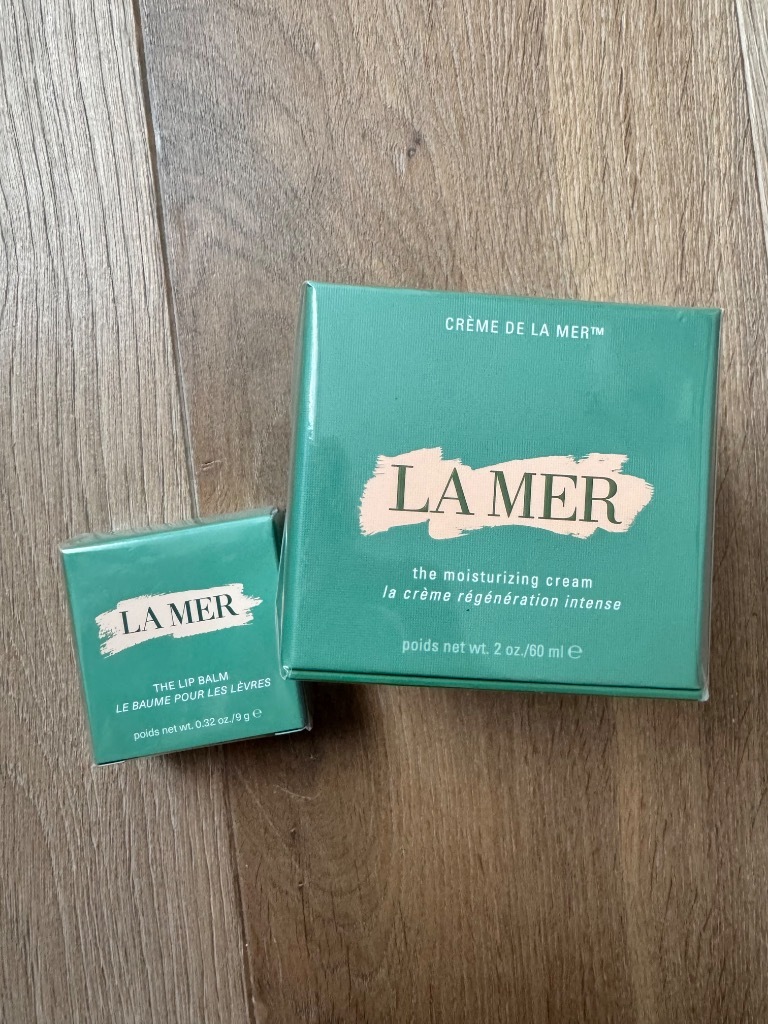 CRÈME DE LA MER™
LA MER
the moisturizing cream
la crème régénération intense
poids net wt. 2 oz./60 ml ℮
LA MER
THE LIP BALM
LE BAUME POUR LES LÈVRES
poids net wt. 0.32 oz./9 g ℮